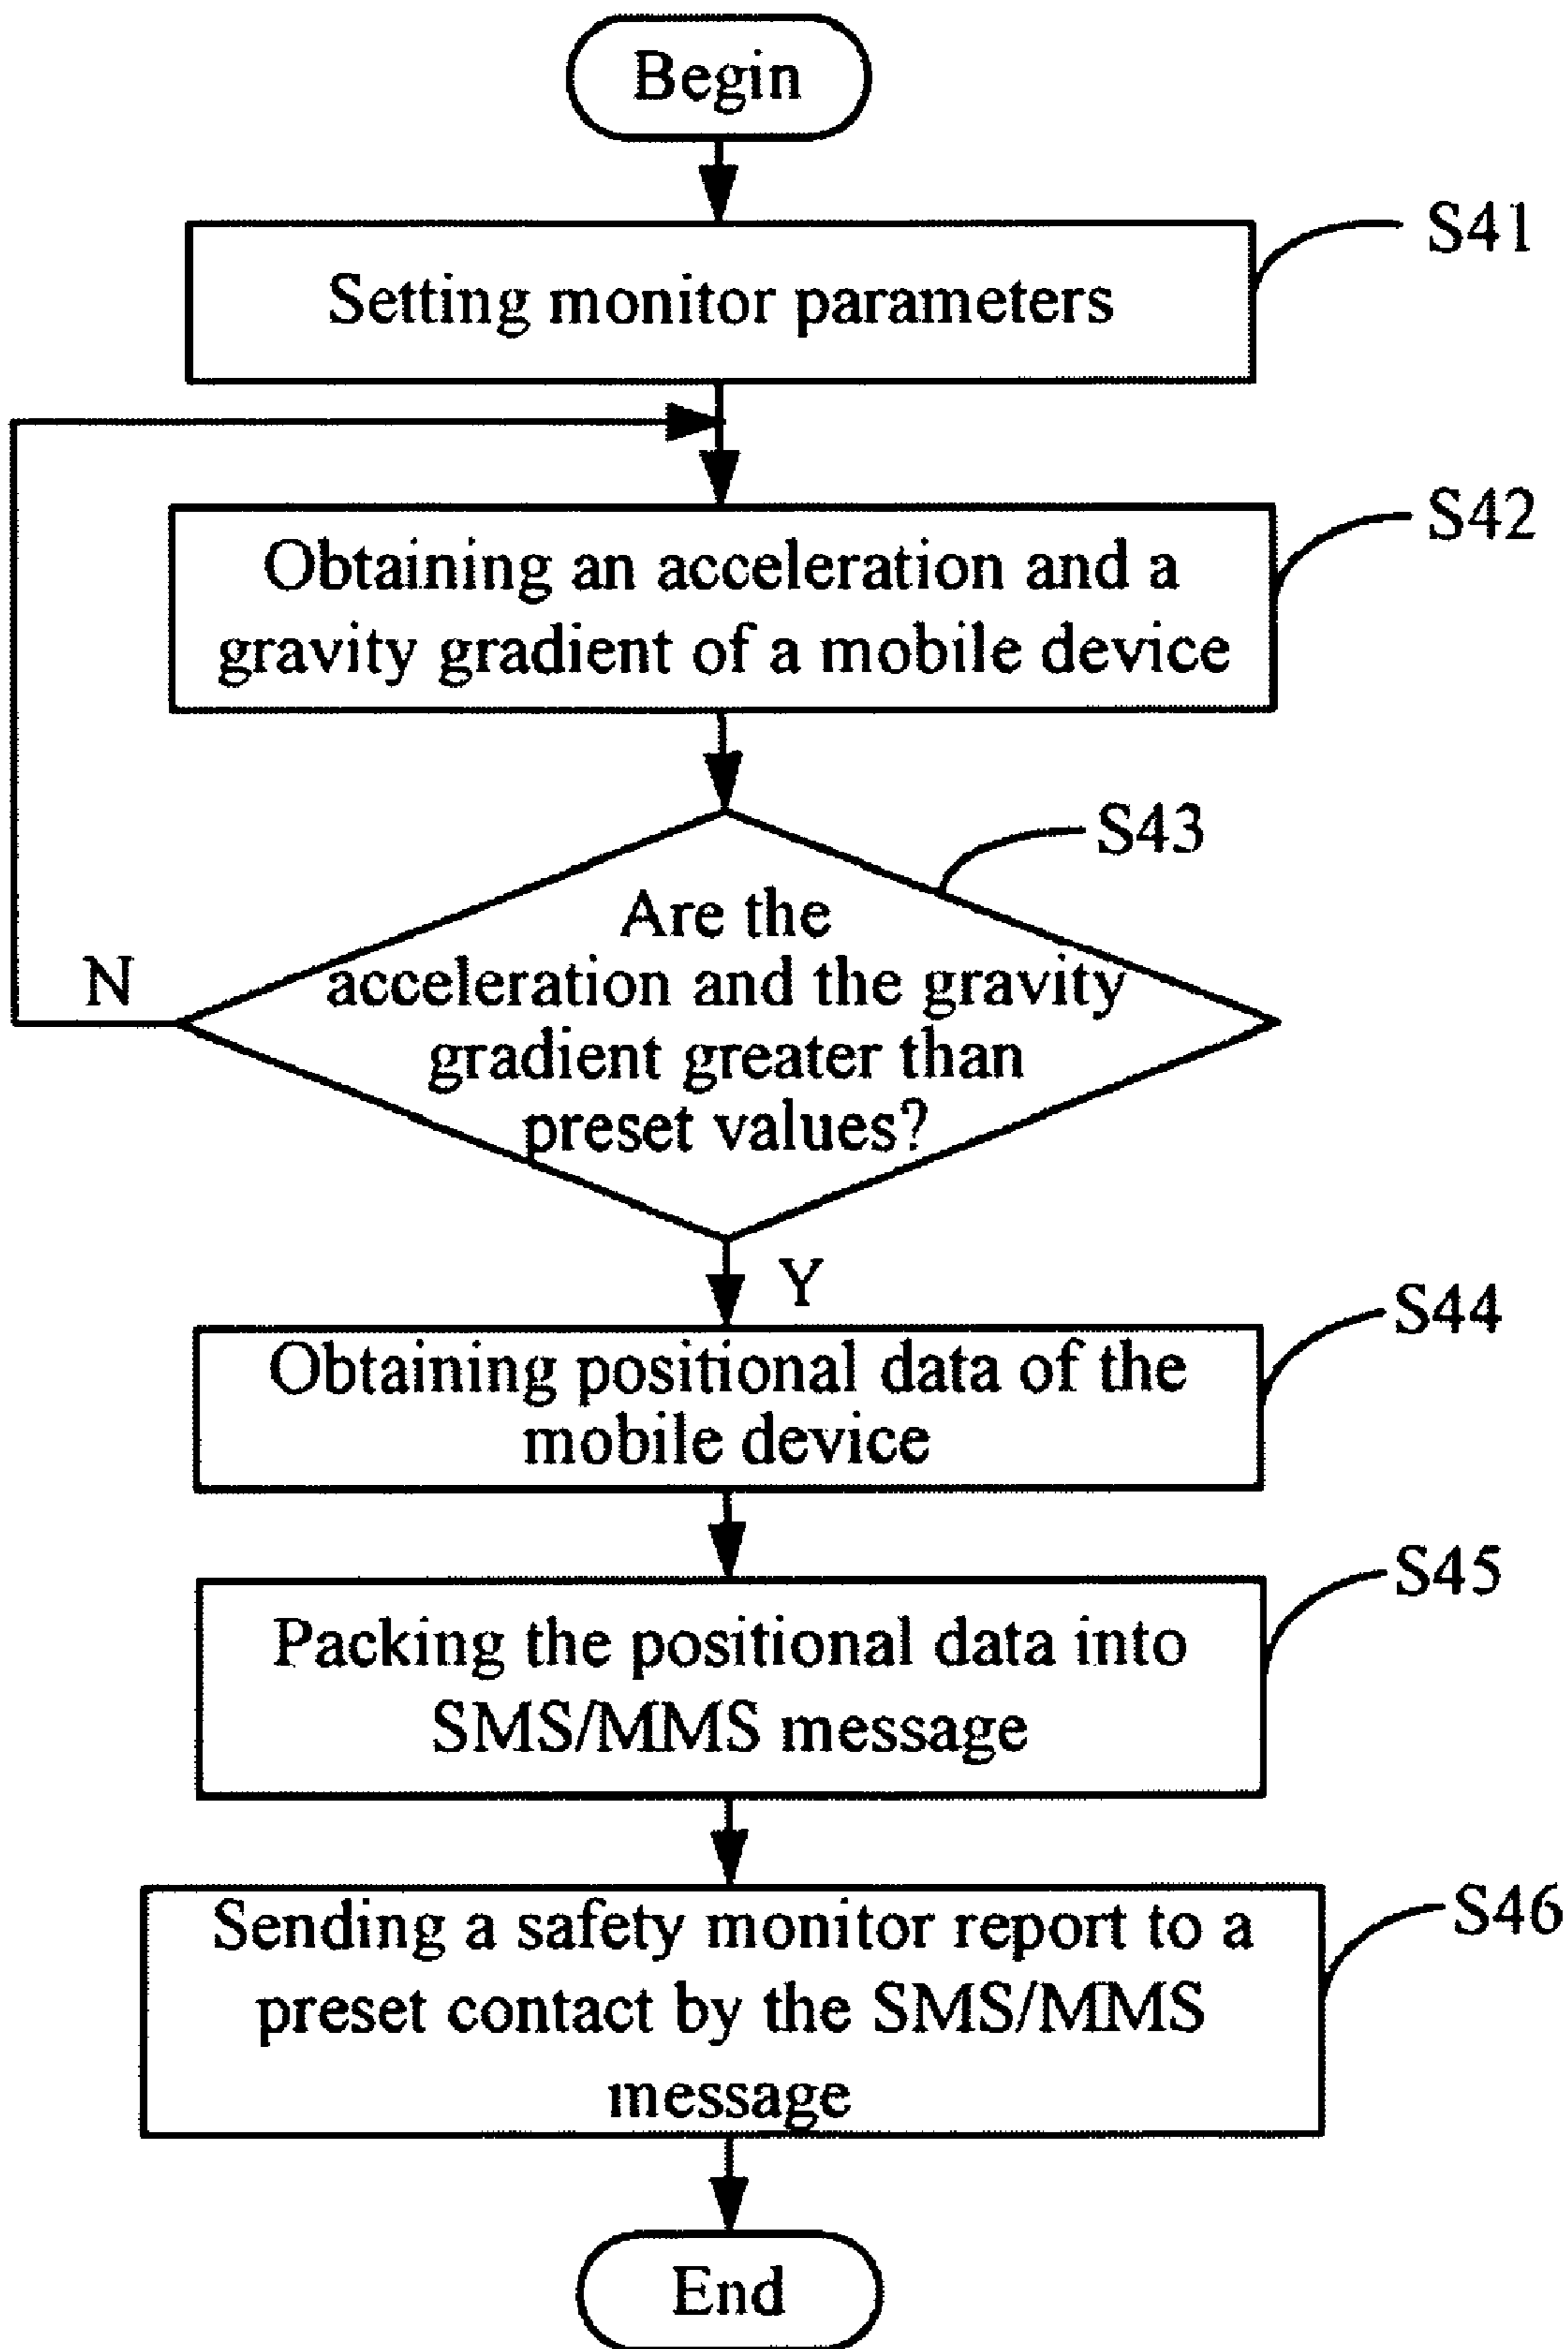 Begin
S41
Setting monitor parameters
S42
Obtaining an acceleration and a
gravity gradient of a mobile device
S43
Are the
acceleration and the gravity
gradient greater than
preset values?
N
Y
S44
Obtaining positional data of the
mobile device
S45
Packing the positional data into
SMS/MMS message
S46
Sending a safety monitor report to a
preset contact by the SMS/MMS
message
End